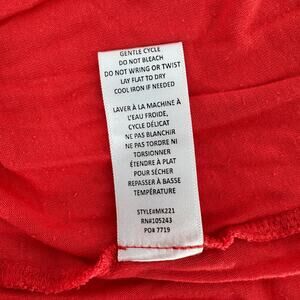 GENTLE CYCLE
DO NOT BLEACH
DO NOT WRING OR TWIST
LAY FLAT TO DRY
COOL IRON IF NEEDED
LAVER À LA MACHINE À
L'EAU FROIDE,
CYCLE DÉLICAT
NE PAS BLANCHIR
NE PAS TORDRE NI
TORSIONNER
ÉTENDRE À PLAT
POUR SÉCHER
REPASSER À BASSE
TEMPÉRATURE
STYLE#MK221
RN#105243
PO# 7719